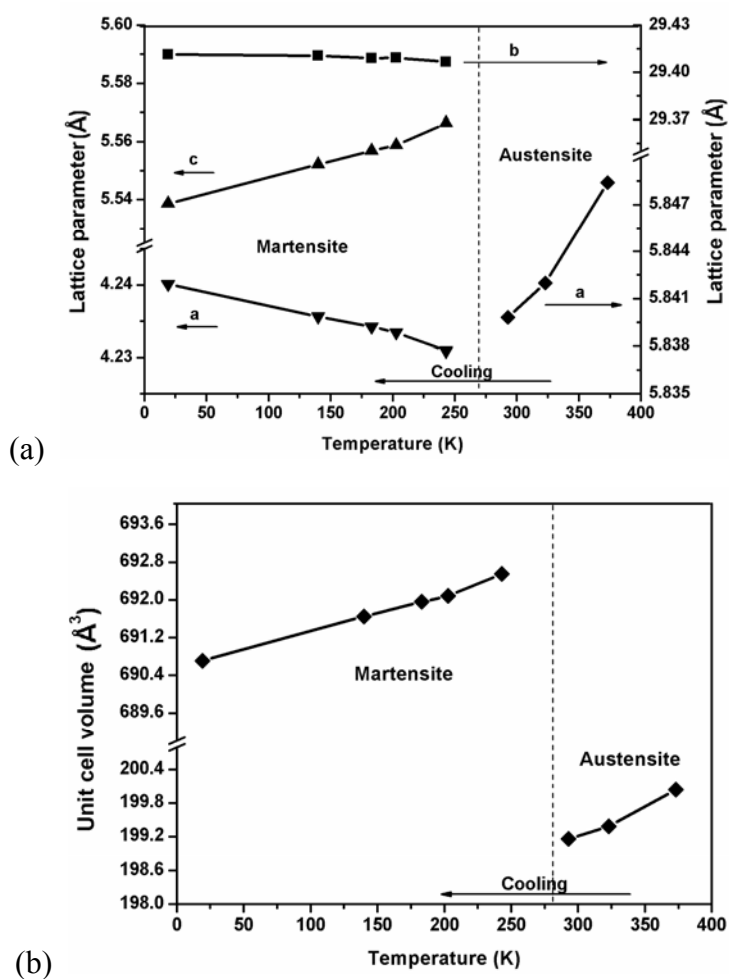 5.60
5.58
5.56
5.54
4.24
4.23
Lattice parameter (Å)
29.43
29.40
29.37
5.847
5.844
5.841
5.838
5.835
Lattice parameter (Å)
b
c
Austensite
Martensite
a
a
Cooling
0 50 100 150 200 250 300 350 400
Temperature (K)
(a)
693.6
692.8
692.0
691.2
690.4
689.6
200.4
199.8
199.2
198.6
198.0
Unit cell volume (Å³)
Martensite
Austensite
Cooling
0 50 100 150 200 250 300 350 400
Temperature (K)
(b)